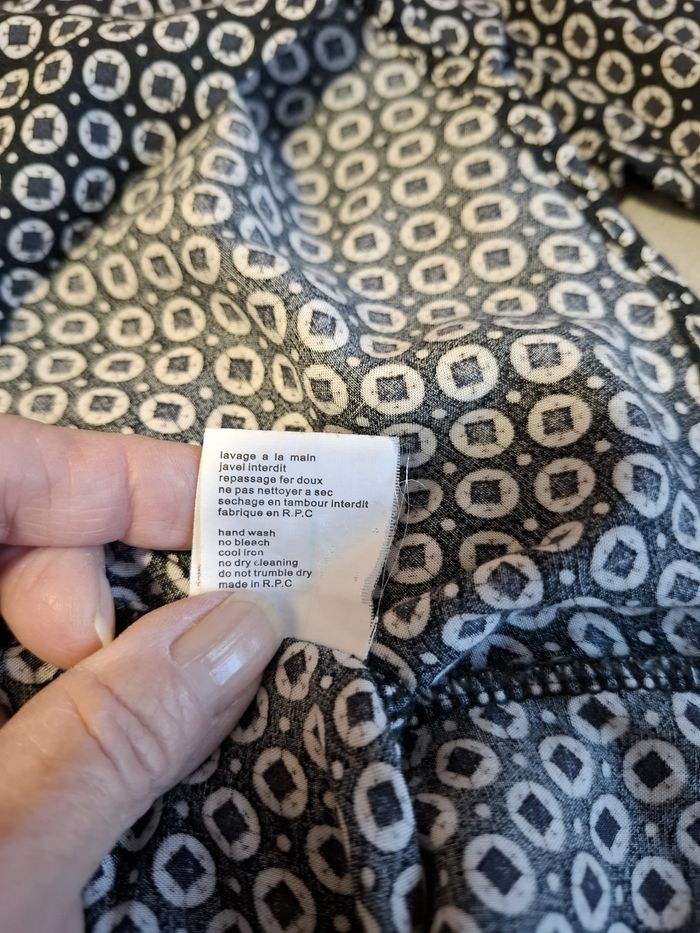 lavage a la main
javel interdit
repassage fer doux
ne pas nettoyer a sec
sechage en tambour interdit
fabrique en R.P.C
hand wash
no bleach
cool iron
no dry cleaning
do not trumble dry
made in R.P.C